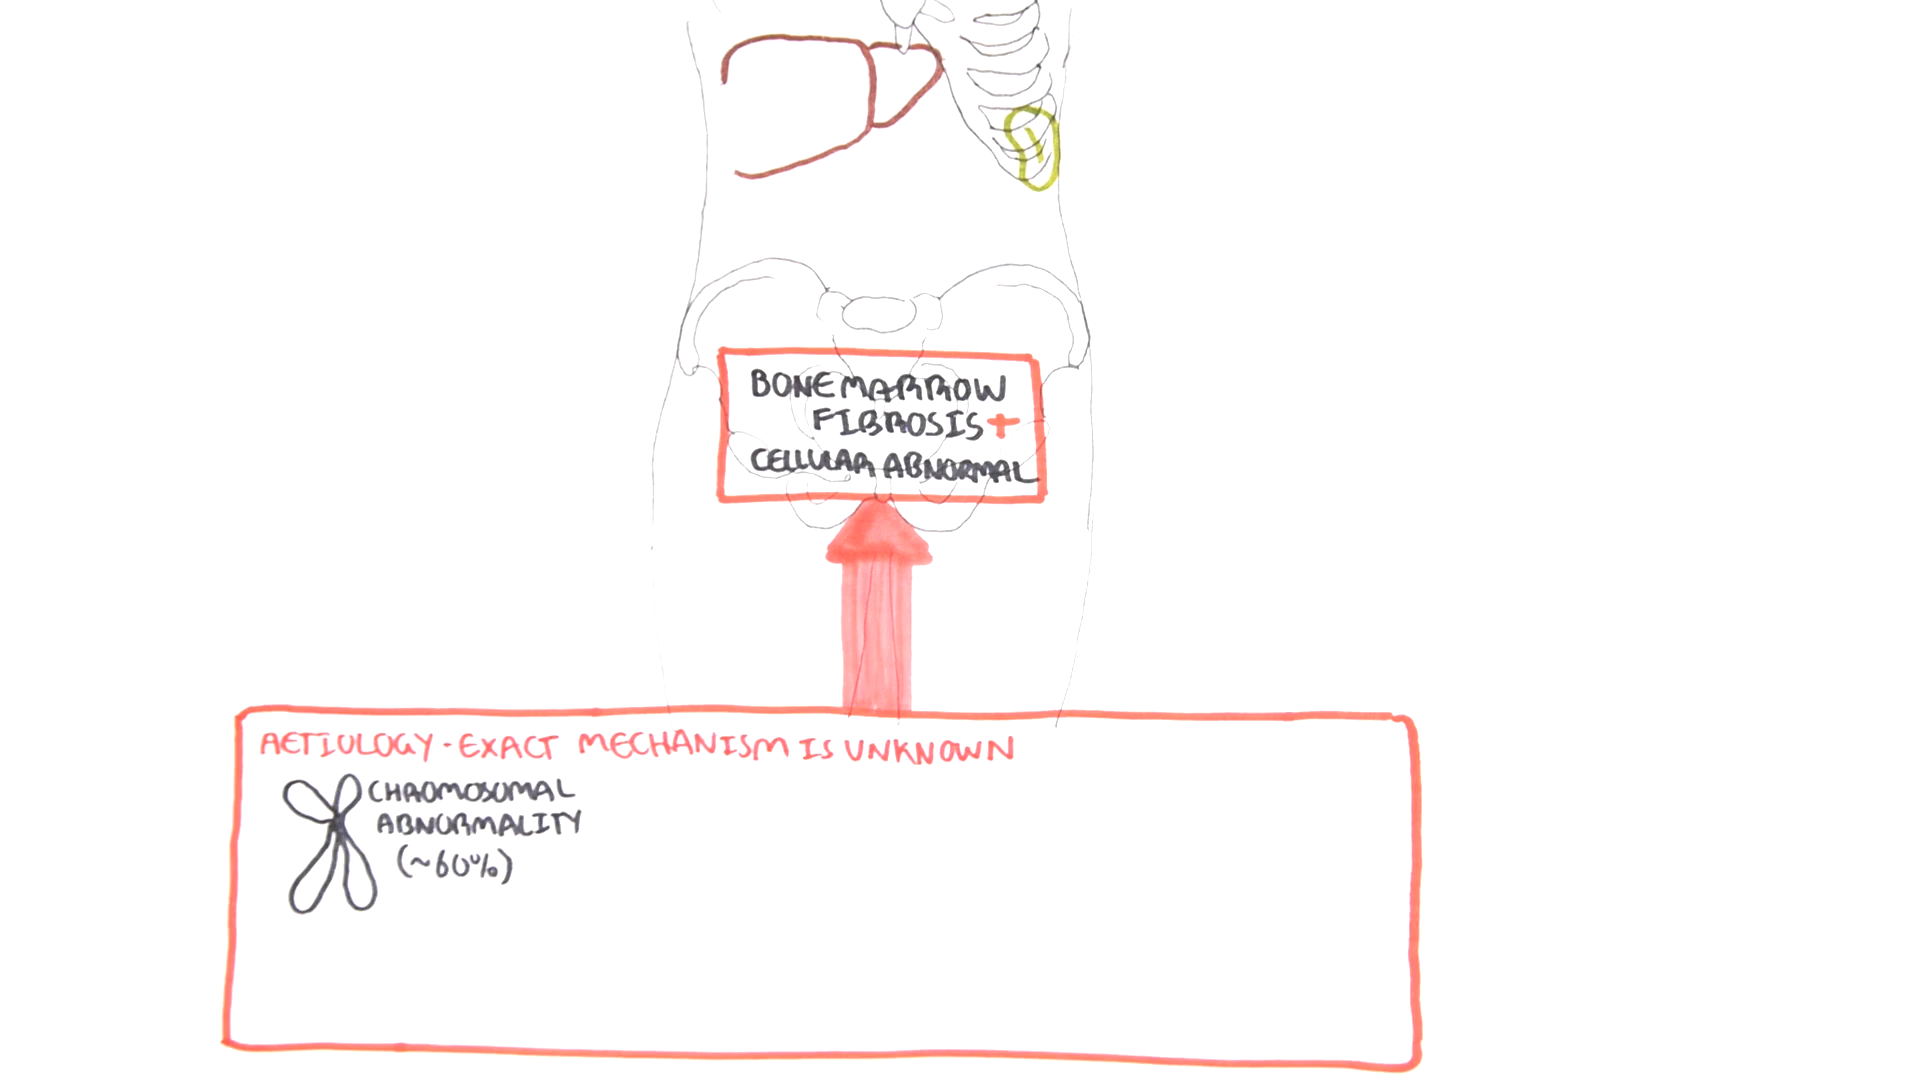 BONEMARROW
FIBROSIS +
CELLULAR ABNORMAL
AETIOLOGY - EXACT MECHANISM IS UNKNOWN
CHROMOSOMAL
ABNORMALITY
(~60%)